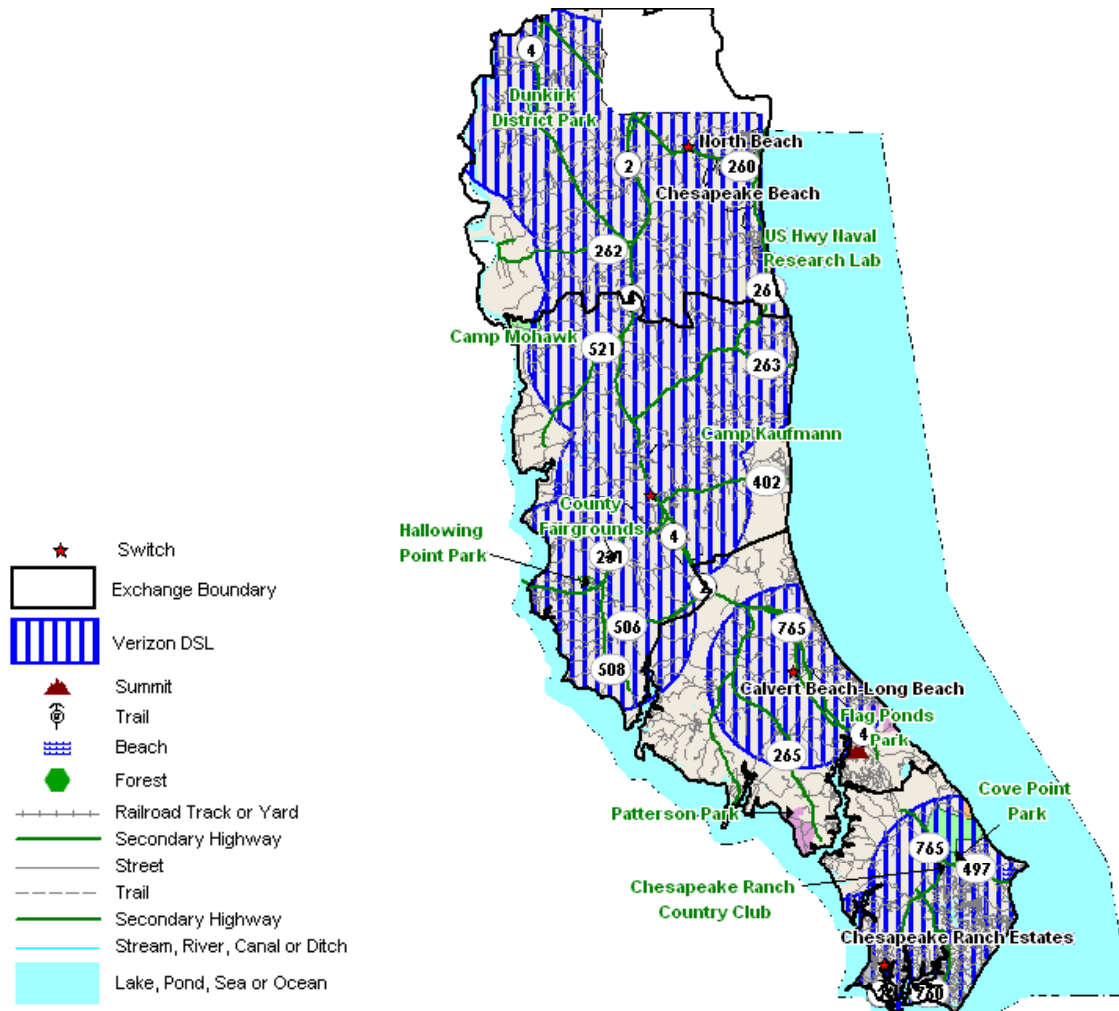 4
Dunkirk
District Park
North Beach
2
260
Chesapeake Beach
US Hwy Naval
Research Lab
262
261
Camp Mohawk
521
263
Camp Kaufmann
402
County
Fairgrounds
4
Hallowing
Point Park
506
508
765
Calvert Beach-Long Beach
Flag Ponds
Park
4
265
Cove Point
Park
Patterson Park
765
497
Chesapeake Ranch
Country Club
Chesapeake Ranch Estates
760
Switch
Exchange Boundary
Verizon DSL
Summit
Trail
Beach
Forest
Railroad Track or Yard
Secondary Highway
Street
Trail
Secondary Highway
Stream, River, Canal or Ditch
Lake, Pond, Sea or Ocean